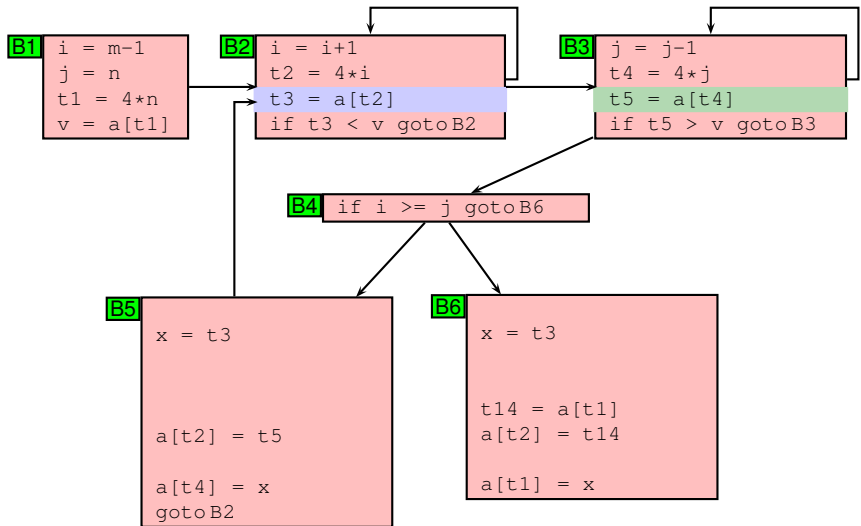 B1
i = m-1
j = n
t1 = 4*n
v = a[t1]
B2
i = i+1
t2 = 4*i
t3 = a[t2]
if t3 < v goto B2
B3
j = j-1
t4 = 4*j
t5 = a[t4]
if t5 > v goto B3
B4
if i >= j goto B6
B5
x = t3
a[t2] = t5
a[t4] = x
goto B2
B6
x = t3
t14 = a[t1]
a[t2] = t14
a[t1] = x